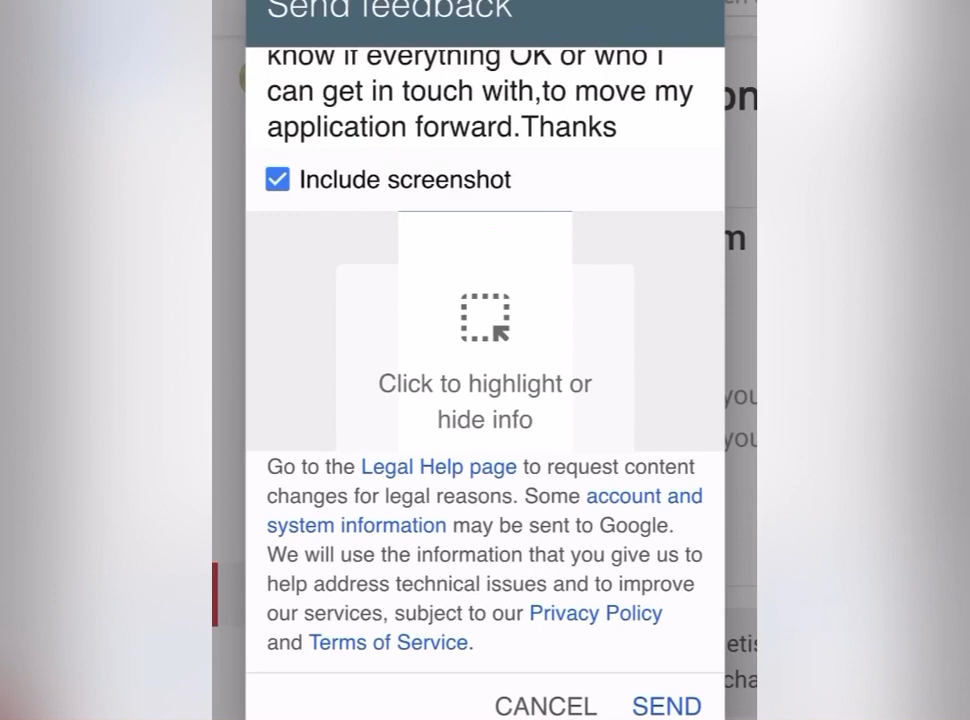 Send feedback
know if everything OK or who I
can get in touch with,to move my
application forward.Thanks
Include screenshot
Click to highlight or
hide info
Go to the Legal Help page to request content
changes for legal reasons. Some account and
system information may be sent to Google.
We will use the information that you give us to
help address technical issues and to improve
our services, subject to our Privacy Policy
and Terms of Service.
CANCEL SEND
you
you